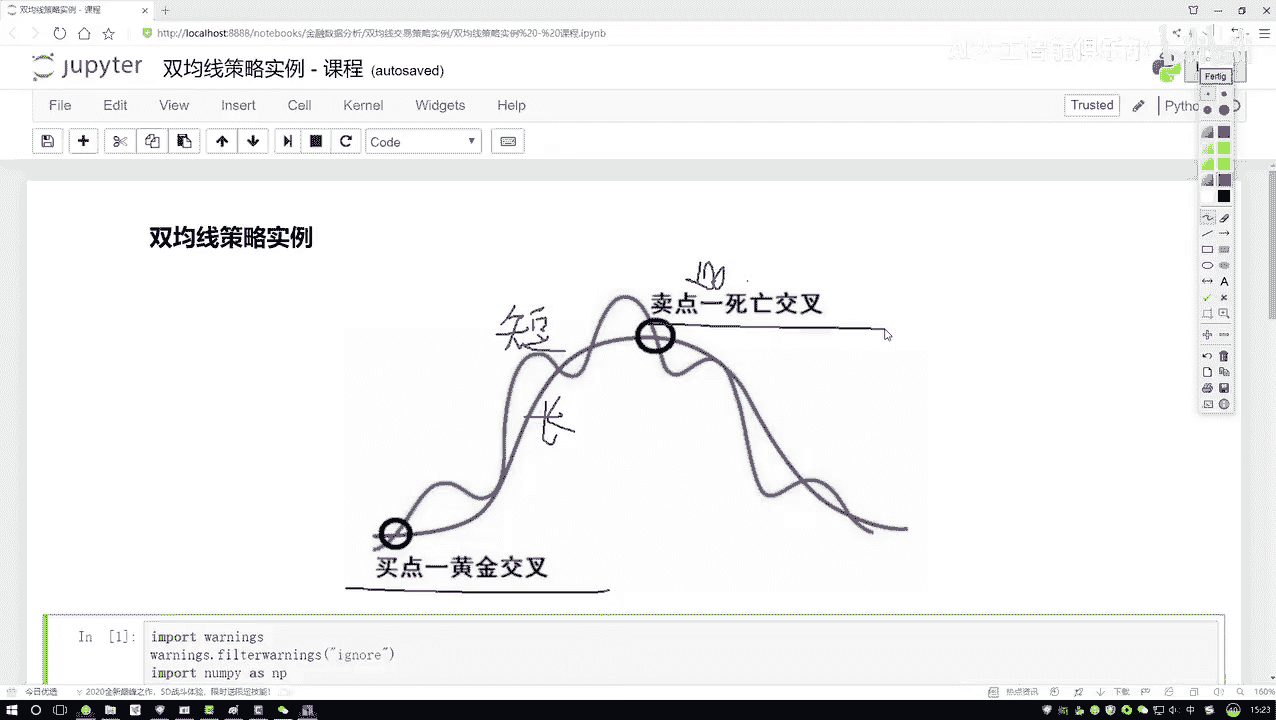 双均线策略实例 - 课程
http://localhost:8888/notebooks/金融数据分析/双均线交易策略实例/双均线策略实例%20-%20课程.ipynb
jupyter 双均线策略实例 - 课程 (autosaved)
Fertig
File Edit View Insert Cell Kernel Widgets Help
Trusted
Pytho
Code
双均线策略实例
卖点一死亡交叉
短
长
买点一黄金交叉
In [1]:
import warnings
warnings.filterwarnings("ignore")
import numpy as np
今日优选
2020全新巅峰之作，5D战斗体验，限时送限定技能！
热点资讯
下载
160%
中
15:23